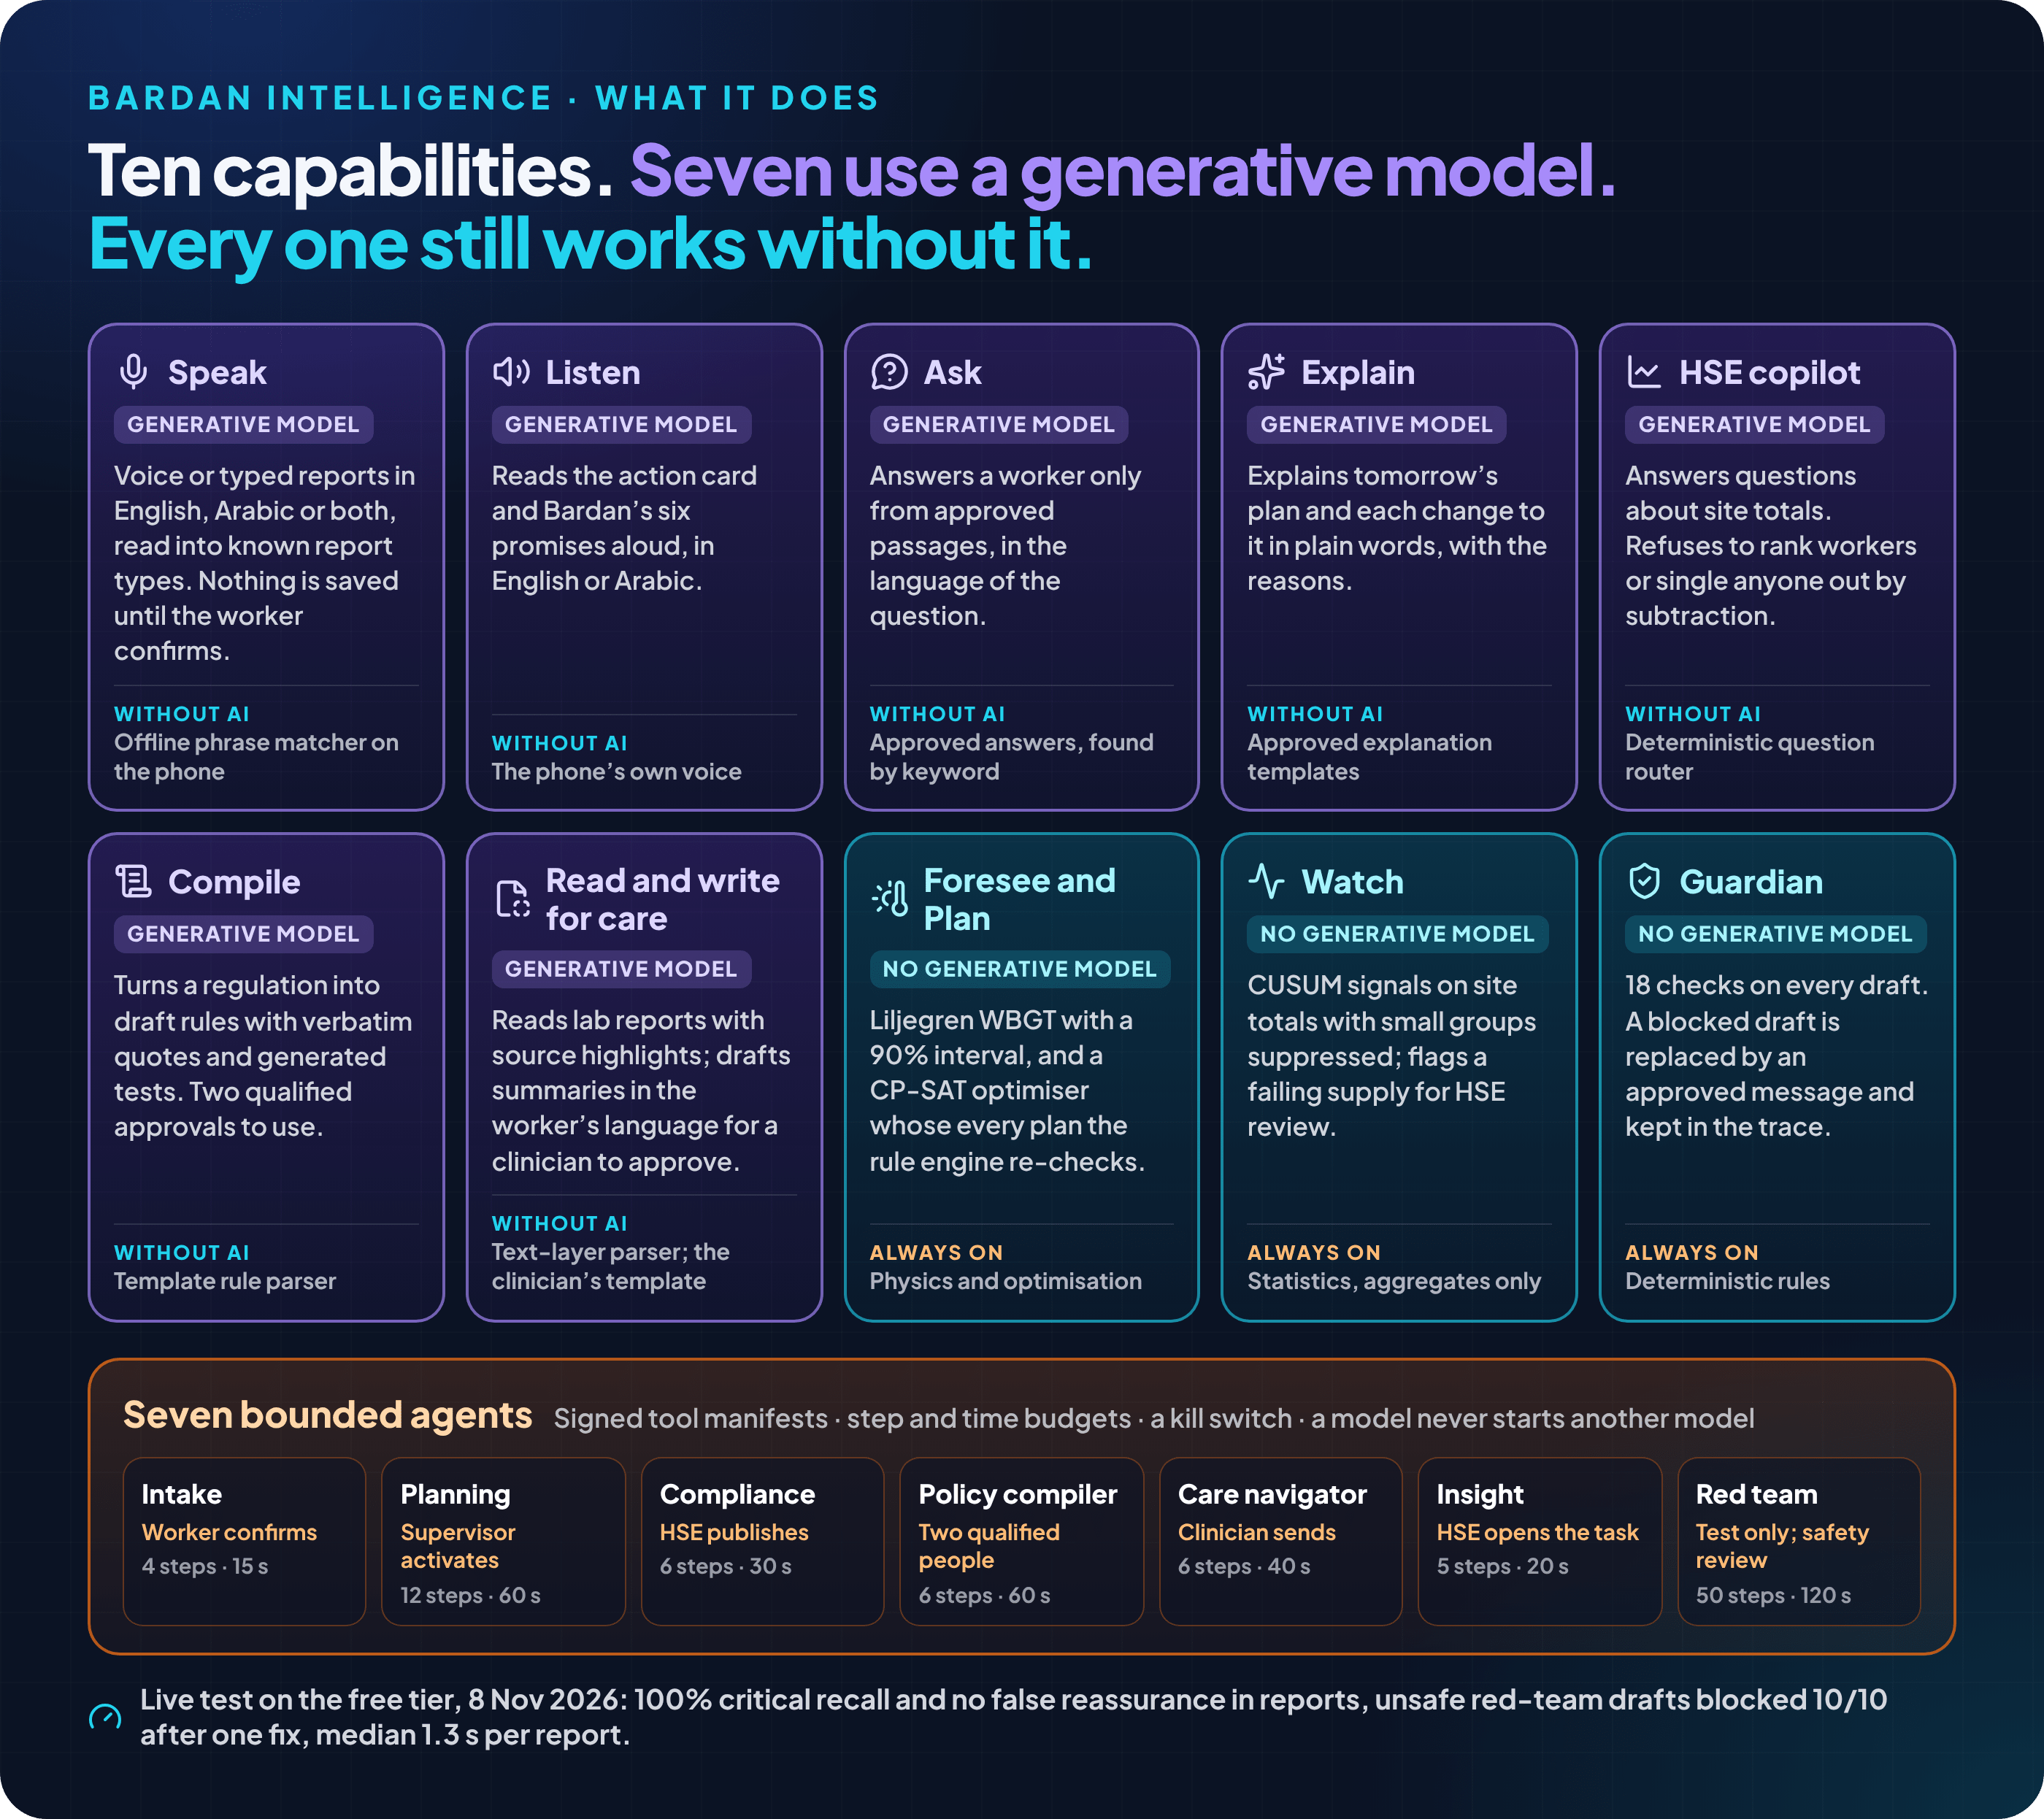 BARDAN INTELLIGENCE · WHAT IT DOES
Ten capabilities. Seven use a generative model.
Every one still works without it.
Speak
GENERATIVE MODEL
Voice or typed reports in
English, Arabic or both,
read into known report
types. Nothing is saved
until the worker
confirms.
WITHOUT AI
Offline phrase matcher on
the phone
Listen
GENERATIVE MODEL
Reads the action card
and Bardan’s six
promises aloud, in
English or Arabic.
WITHOUT AI
The phone’s own voice
Ask
GENERATIVE MODEL
Answers a worker only
from approved
passages, in the
language of the
question.
WITHOUT AI
Approved answers, found
by keyword
Explain
GENERATIVE MODEL
Explains tomorrow’s
plan and each change to
it in plain words, with the
reasons.
WITHOUT AI
Approved explanation
templates
HSE copilot
GENERATIVE MODEL
Answers questions
about site totals.
Refuses to rank workers
or single anyone out by
subtraction.
WITHOUT AI
Deterministic question
router
Compile
GENERATIVE MODEL
Turns a regulation into
draft rules with verbatim
quotes and generated
tests. Two qualified
approvals to use.
WITHOUT AI
Template rule parser
Read and write
for care
GENERATIVE MODEL
Reads lab reports with
source highlights; drafts
summaries in the
worker’s language for a
clinician to approve.
WITHOUT AI
Text-layer parser; the
clinician’s template
Foresee and
Plan
NO GENERATIVE MODEL
Liljegren WBGT with a
90% interval, and a
CP-SAT optimiser
whose every plan the
rule engine re-checks.
ALWAYS ON
Physics and optimisation
Watch
NO GENERATIVE MODEL
CUSUM signals on site
totals with small groups
suppressed; flags a
failing supply for HSE
review.
ALWAYS ON
Statistics, aggregates only
Guardian
NO GENERATIVE MODEL
18 checks on every draft.
A blocked draft is
replaced by an
approved message and
kept in the trace.
ALWAYS ON
Deterministic rules
Seven bounded agents Signed tool manifests · step and time budgets · a kill switch · a model never starts another model
Intake
Worker confirms
4 steps · 15 s
Planning
Supervisor
activates
12 steps · 60 s
Compliance
HSE publishes
6 steps · 30 s
Policy compiler
Two qualified
people
6 steps · 60 s
Care navigator
Clinician sends
6 steps · 40 s
Insight
HSE opens the task
5 steps · 20 s
Red team
Test only; safety
review
50 steps · 120 s
Live test on the free tier, 8 Nov 2026: 100% critical recall and no false reassurance in reports, unsafe red-team drafts blocked 10/10
after one fix, median 1.3 s per report.